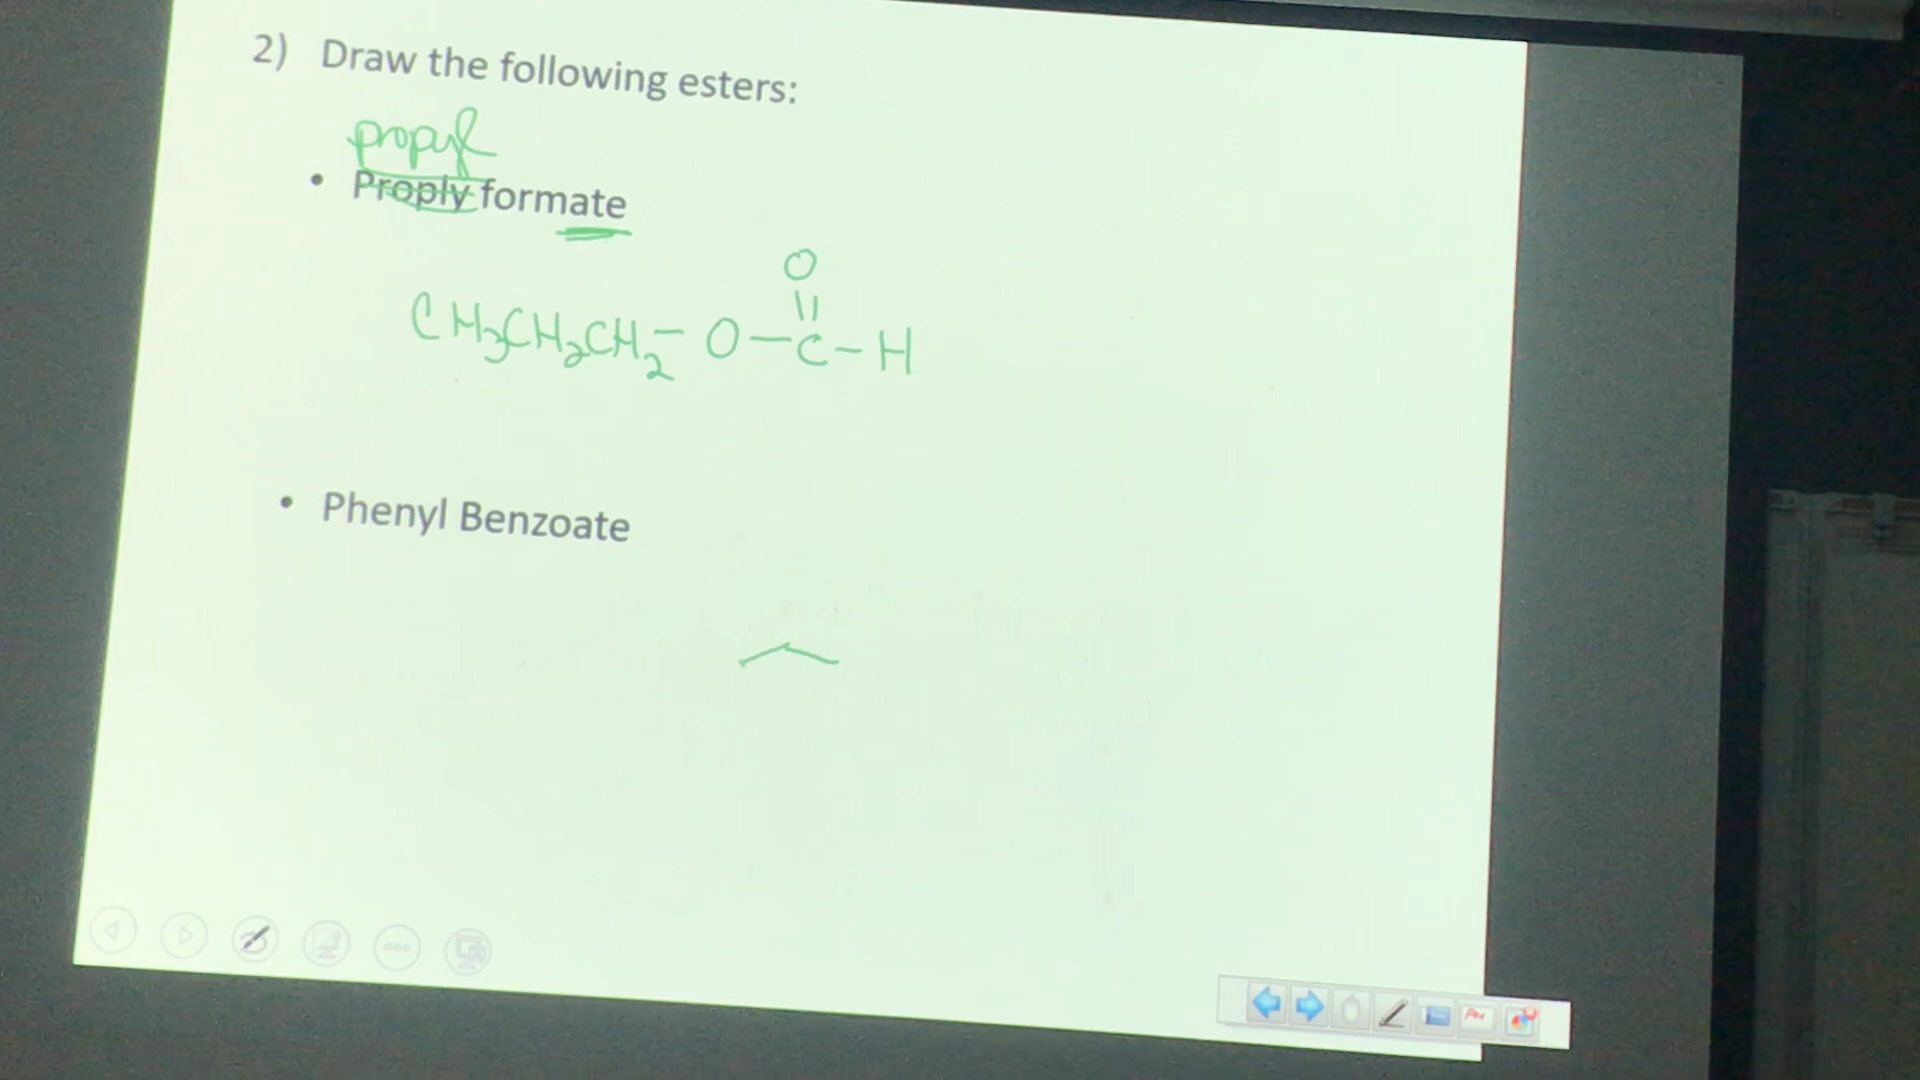 2) Draw the following esters:
propyl
• Proply formate
O
CH3CH2CH2- O-C-H
• Phenyl Benzoate